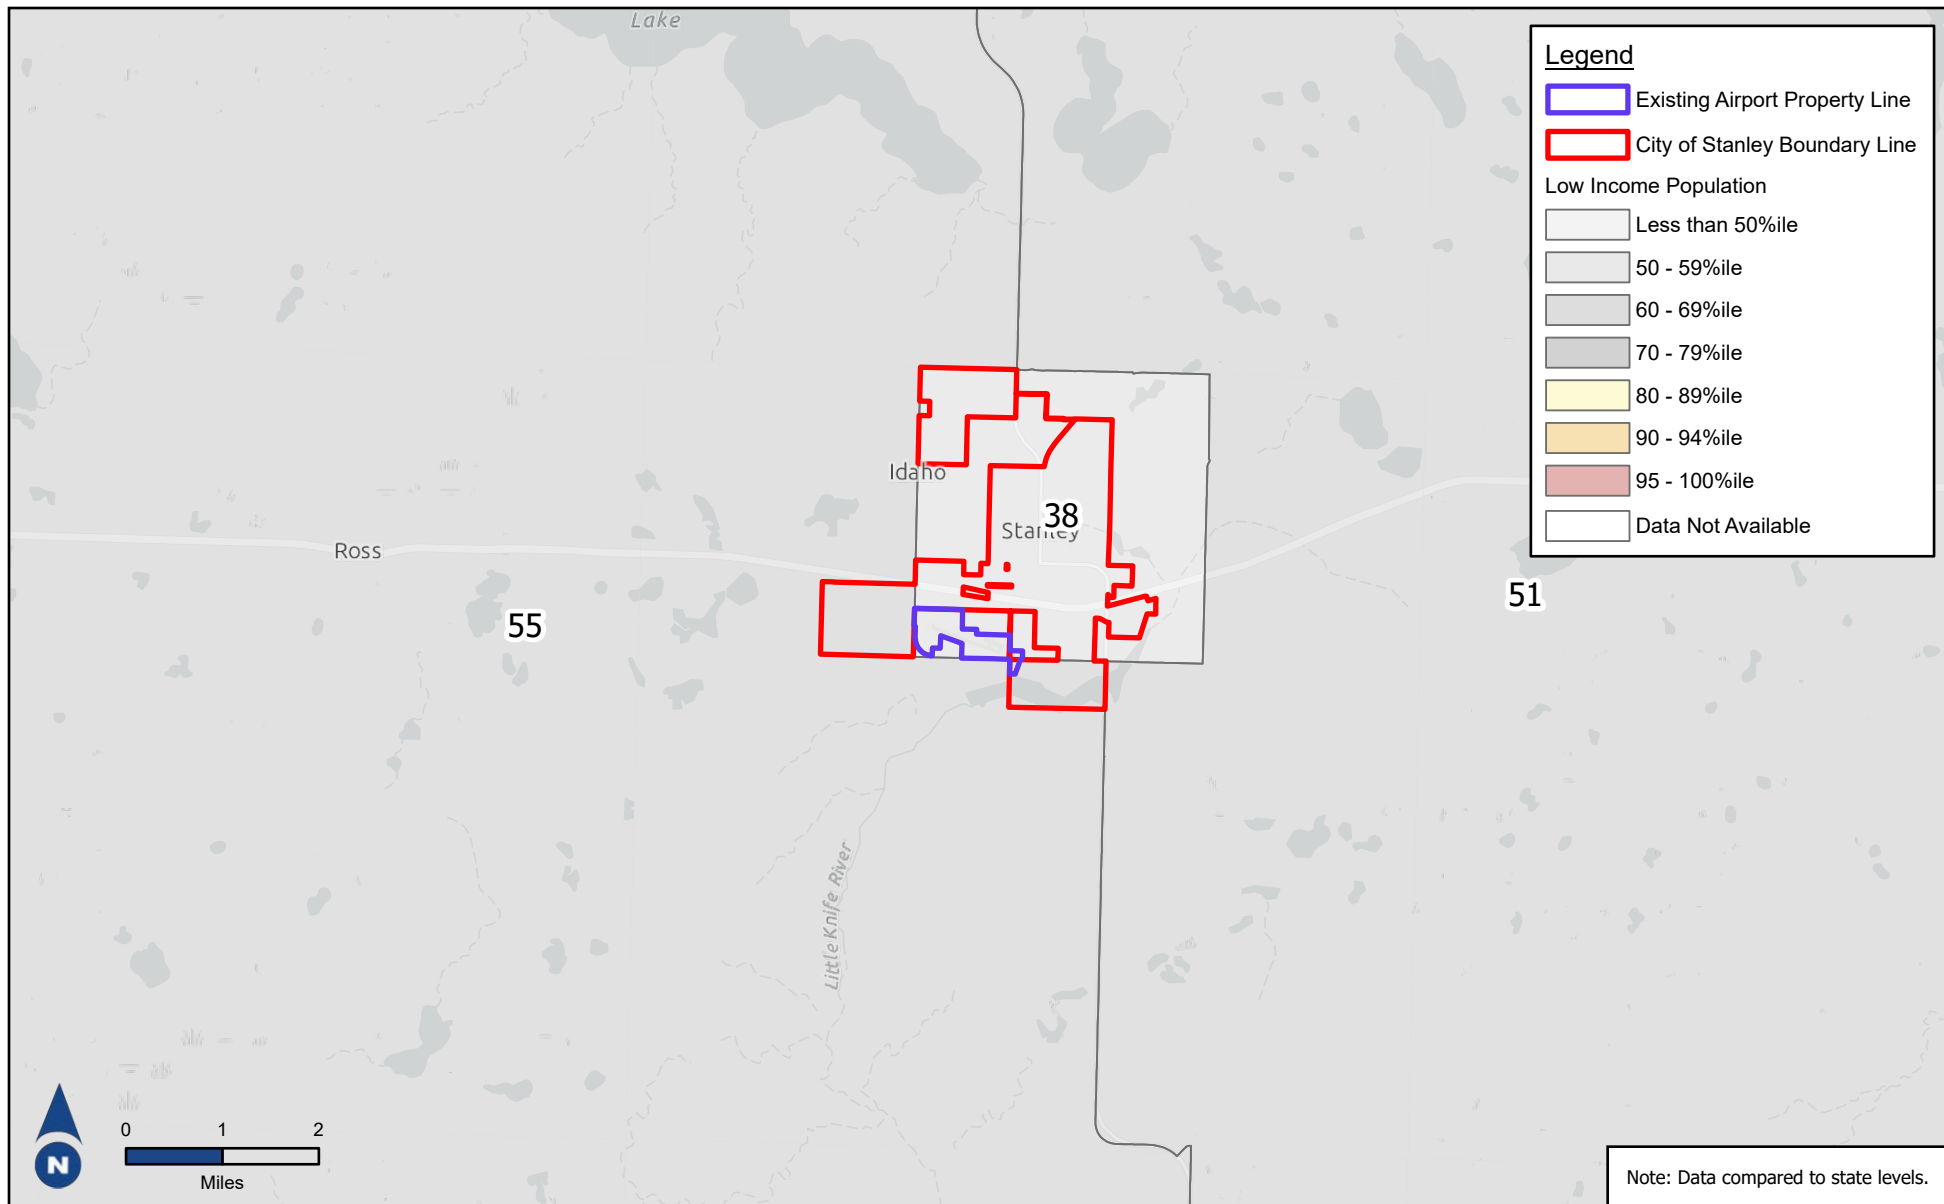 Lake
Legend
Existing Airport Property Line
City of Stanley Boundary Line
Low Income Population
Less than 50%ile
50 - 59%ile
60 - 69%ile
70 - 79%ile
80 - 89%ile
90 - 94%ile
95 - 100%ile
Data Not Available
Idaho
38
Stanley
Ross
55
51
Little Knife River
N
0 1 2
Miles
Note: Data compared to state levels.